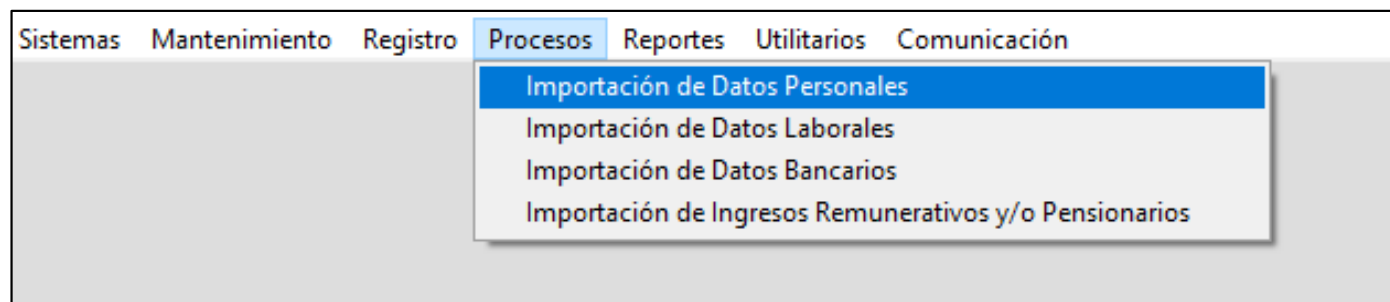 Sistemas Mantenimiento Registro Procesos Reportes Utilitarios Comunicación
Importación de Datos Personales
Importación de Datos Laborales
Importación de Datos Bancarios
Importación de Ingresos Remunerativos y/o Pensionarios